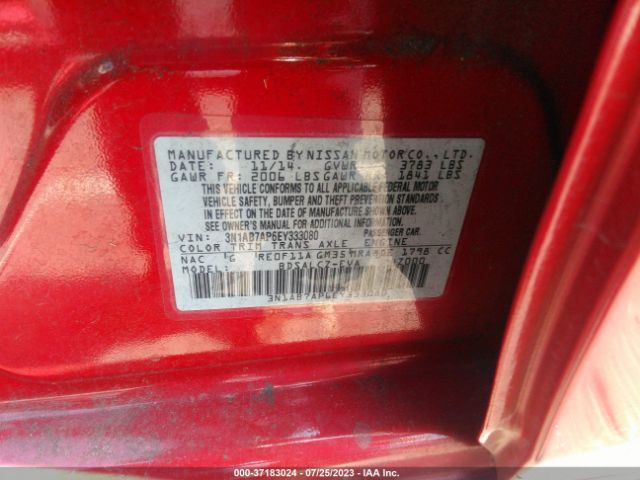 MANUFACTURED BY NISSAN MOTOR CO., LTD.
DATE: 11/14 GVWR 3783 LBS
GAWR FR: 2006 LBS GAWR 1841 LBS
THIS VEHICLE CONFORMS TO ALL APPLICABLE FEDERAL MOTOR
VEHICLE SAFETY, BUMPER AND THEFT PREVENTION STANDARDS
IN EFFECT ON THE DATE OF MANUFACTURE SHOWN ABOVE.
SEE OWNER'S MANUAL FOR ADDITIONAL INFORMATION
VIN: 3N1AB7AP6EY333080 PASSENGER CAR
COLOR TRIM TRANS AXLE ENGINE
NAC G RE0F11A GM35 MRA8DE 1798 CC
MODEL: BDSALCZ-EVA
3N1AB7AP6EY333080
000-37183024 - 07/25/2023 - IAA Inc.